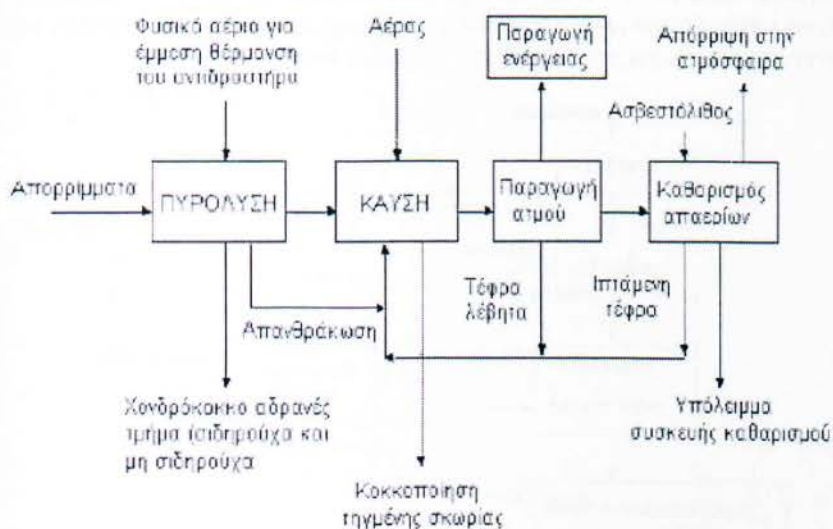 Φυσικό αέριο για
έμμεση θέρμανση
του αντιδραστήρα
Αέρας
Παραγωγή
ενέργειας
Απόρριψη στην
ατμόσφαιρα
Ασβεστόλιθος
Απορρίμματα
ΠΥΡΟΛΥΣΗ
ΚΑΥΣΗ
Παραγωγή
ατμού
Καθαρισμός
απαερίων
Απανθράκωση
Τέφρα
λέβητα
Ιπτάμενη
τέφρα
Χονδρόκοκκο αδρανές
τμήμα (σιδηρούχα και
μη σιδηρούχα
Υπόλειμμα
συσκευής καθαρισμού
Κοκκοποίηση
τηγμένης σκωρίας